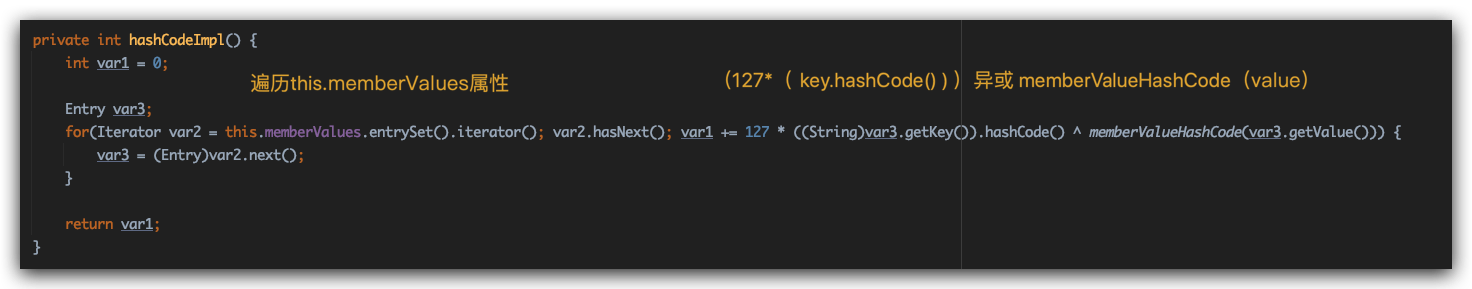 private int hashCodeImpl() {
int var1 = 0;
遍历this.memberValues属性
（127*（ key.hashCode() ) ）异或 memberValueHashCode（value）
Entry var3;
for(Iterator var2 = this.memberValues.entrySet().iterator(); var2.hasNext(); var1 += 127 * ((String)var3.getKey()).hashCode() ^ memberValueHashCode(var3.getValue())) {
var3 = (Entry)var2.next();
}
return var1;
}